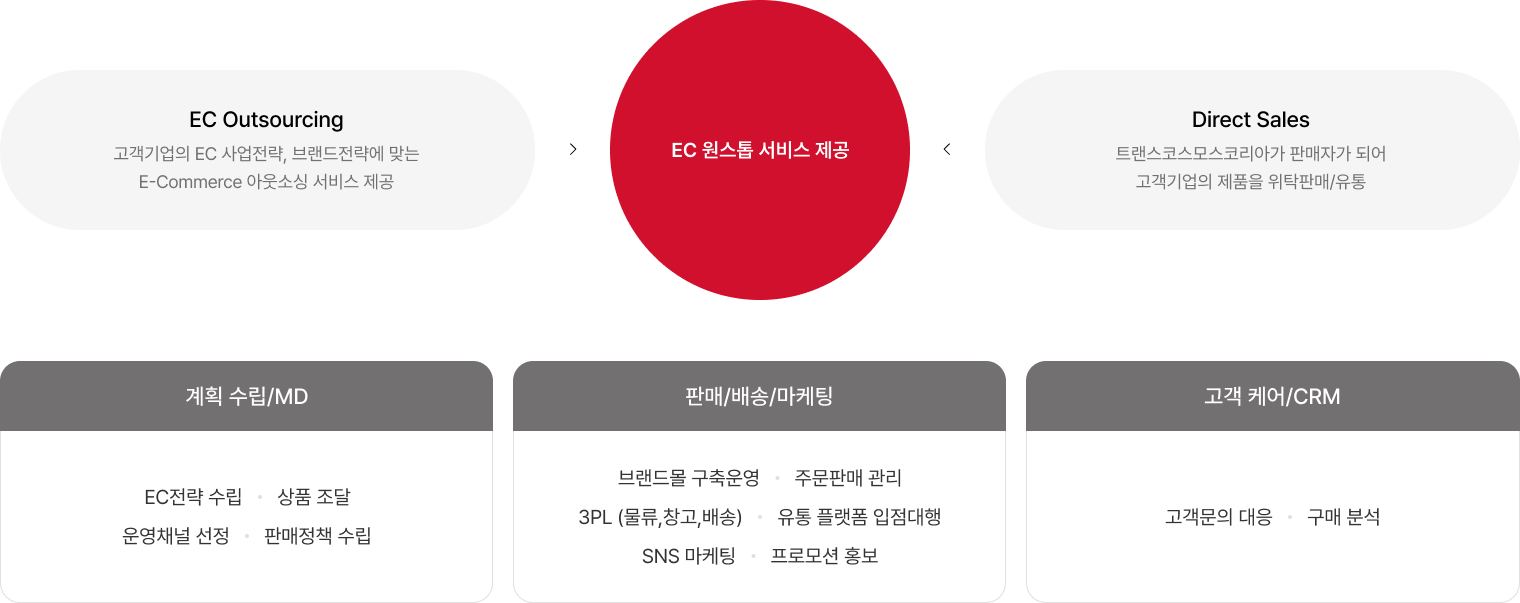 EC Outsourcing
고객기업의 EC 사업전략, 브랜드전략에 맞는
E-Commerce 아웃소싱 서비스 제공
EC 원스톱 서비스 제공
Direct Sales
트랜스코스모스코리아가 판매자가 되어
고객기업의 제품을 위탁판매/유통
계획 수립/MD
EC전략 수립 • 상품 조달
운영채널 선정 • 판매정책 수립
판매/배송/마케팅
브랜드몰 구축운영 • 주문판매 관리
3PL (물류,창고,배송) • 유통 플랫폼 입점대행
SNS 마케팅 • 프로모션 홍보
고객 케어/CRM
고객문의 대응 • 구매 분석